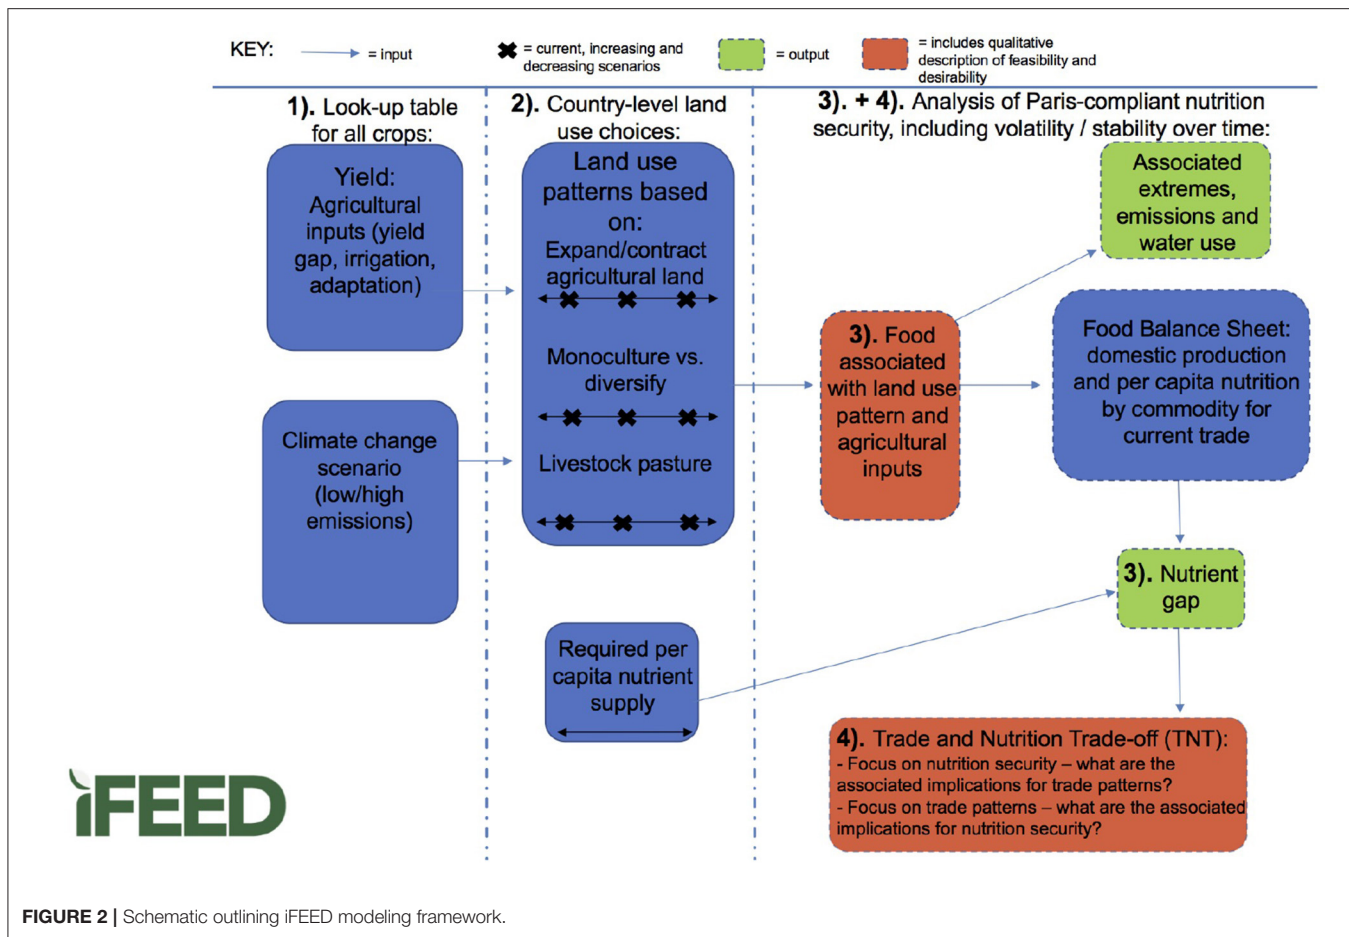 KEY:
= input
= current, increasing and
decreasing scenarios
= output
= includes qualitative
description of feasibility and
desirability
1). Look-up table
for all crops:
2). Country-level land
use choices:
3). + 4). Analysis of Paris-compliant nutrition
security, including volatility / stability over time:
Yield:
Agricultural
inputs (yield
gap, irrigation,
adaptation)
Climate change
scenario
(low/high
emissions)
Land use
patterns based
on:
Expand/contract
agricultural land
Monoculture vs.
diversify
Livestock pasture
Required per
capita nutrient
supply
3). Food
associated
with land use
pattern and
agricultural
inputs
Associated
extremes,
emissions and
water use
Food Balance Sheet:
domestic production
and per capita nutrition
by commodity for
current trade
3). Nutrient
gap
4). Trade and Nutrition Trade-off (TNT):
- Focus on nutrition security – what are the
associated implications for trade patterns?
- Focus on trade patterns – what are the associated
implications for nutrition security?
iFEED
FIGURE 2 | Schematic outlining iFEED modeling framework.